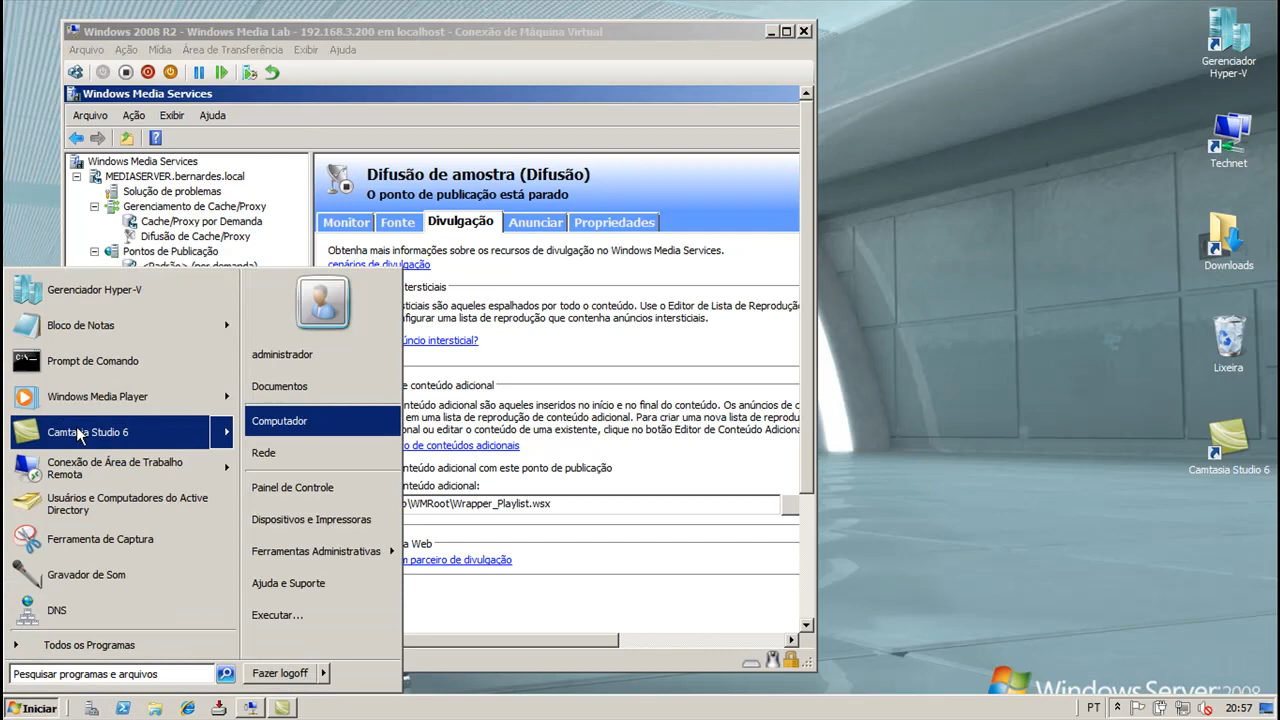 Windows 2008 R2 - Windows Media Lab - 192.168.3.200 em localhost - Conexão de Máquina Virtual
Arquivo Ação Mídia Área de Transferência Exibir Ajuda
Windows Media Services
Arquivo Ação Exibir Ajuda
Windows Media Services
MEDIASERVER.bernardes.local
Solução de problemas
Gerenciamento de Cache/Proxy
Cache/Proxy por Demanda
Difusão de Cache/Proxy
Pontos de Publicação
<Padrão> (por demanda)
Difusão de amostra (Difusão)
O ponto de publicação está parado
Monitor Fonte Divulgação Anunciar Propriedades
Obtenha mais informações sobre os recursos de divulgação no Windows Media Services.
cenários de divulgação
tersticiais
sticiais são aqueles espalhados por todo o conteúdo. Use o Editor de Lista de Reproduçã
nfigurar uma lista de reprodução que contenha anúncios intersticiais.
úncio intersticial?
e conteúdo adicional
nteúdo adicional são aqueles inseridos no início e no final do conteúdo. Os anúncios de c
em uma lista de reprodução de conteúdo adicional. Para criar uma nova lista de reprodu
onal ou editar o conteúdo de uma existente, clique no botão Editor de Conteúdo Adiciona
o de conteúdos adicionais
nteúdo adicional com este ponto de publicação
teúdo adicional:
o\WMRoot\Wrapper_Playlist.wsx
a Web
m parceiro de divulgação
Gerenciador Hyper-V
Bloco de Notas
Prompt de Comando
Windows Media Player
Camtasia Studio 6
Conexão de Área de Trabalho
Remota
Usuários e Computadores do Active
Directory
Ferramenta de Captura
Gravador de Som
DNS
Todos os Programas
Pesquisar programas e arquivos
administrador
Documentos
Computador
Rede
Painel de Controle
Dispositivos e Impressoras
Ferramentas Administrativas
Ajuda e Suporte
Executar...
Fazer logoff
Gerenciador
Hyper-V
Technet
Downloads
Lixeira
Camtasia Studio 6
Windows Server 2008
Iniciar
PT
20:57